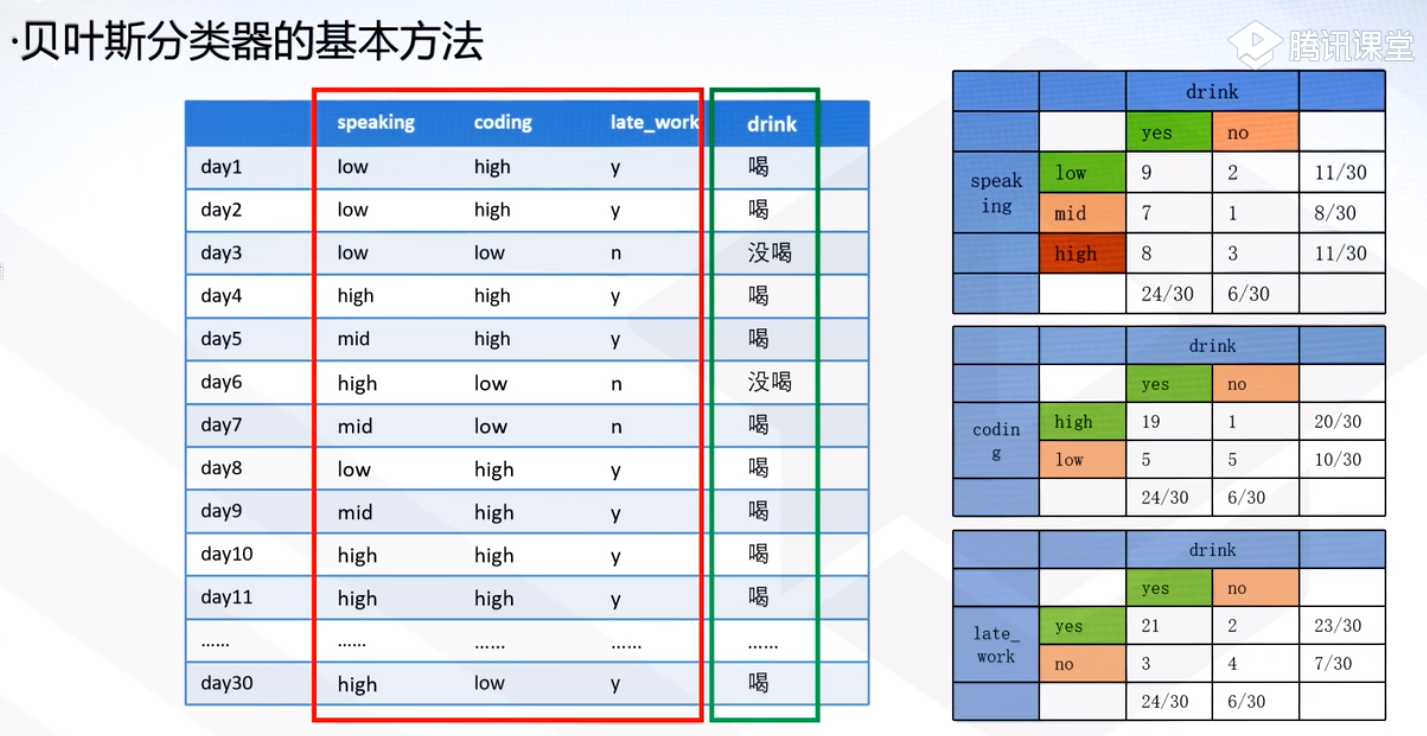 ·贝叶斯分类器的基本方法
腾讯课堂
speaking coding late_work drink
day1 low high y 喝
day2 low high y 喝
day3 low low n 没喝
day4 high high y 喝
day5 mid high y 喝
day6 high low n 没喝
day7 mid low n 喝
day8 low high y 喝
day9 mid high y 喝
day10 high high y 喝
day11 high high y 喝
...... ...... ...... ...... ......
day30 high low y 喝
drink
yes no
speak
ing
low 9 2 11/30
mid 7 1 8/30
high 8 3 11/30
24/30 6/30
drink
yes no
codin
g
high 19 1 20/30
low 5 5 10/30
24/30 6/30
drink
yes no
late_
work
yes 21 2 23/30
no 3 4 7/30
24/30 6/30